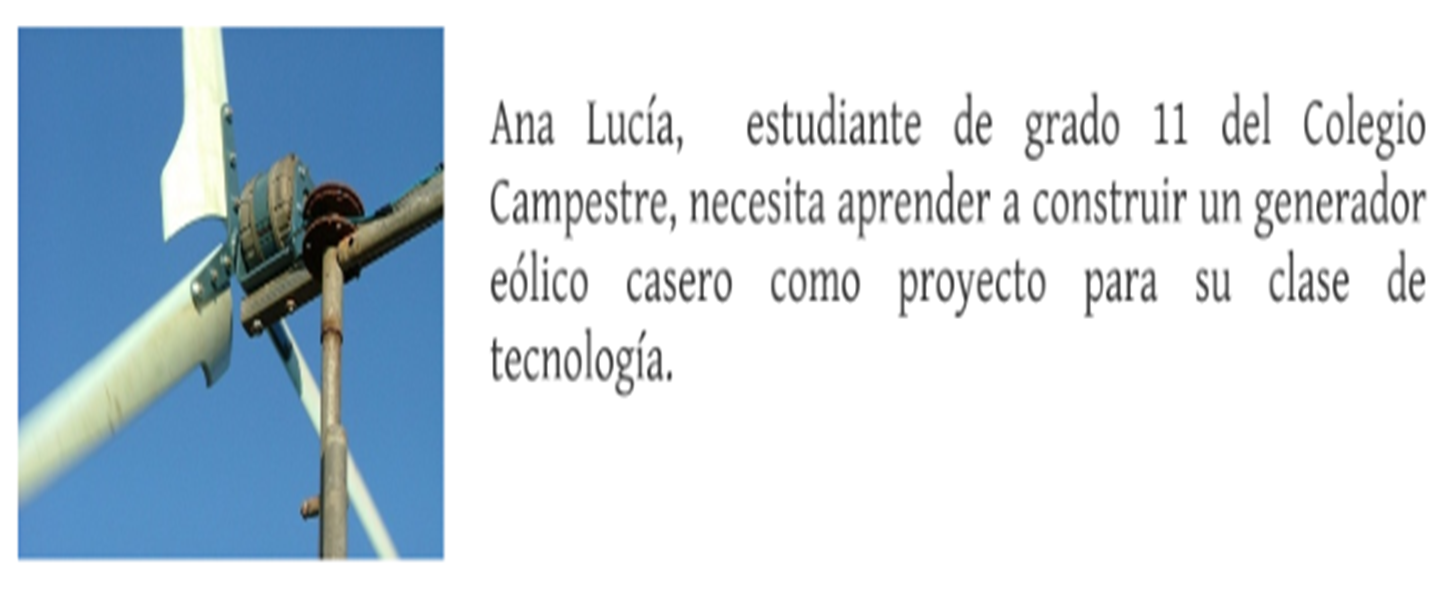 Ana Lucía, estudiante de grado 11 del Colegio
Campestre, necesita aprender a construir un generador
eólico casero como proyecto para su clase de
tecnología.